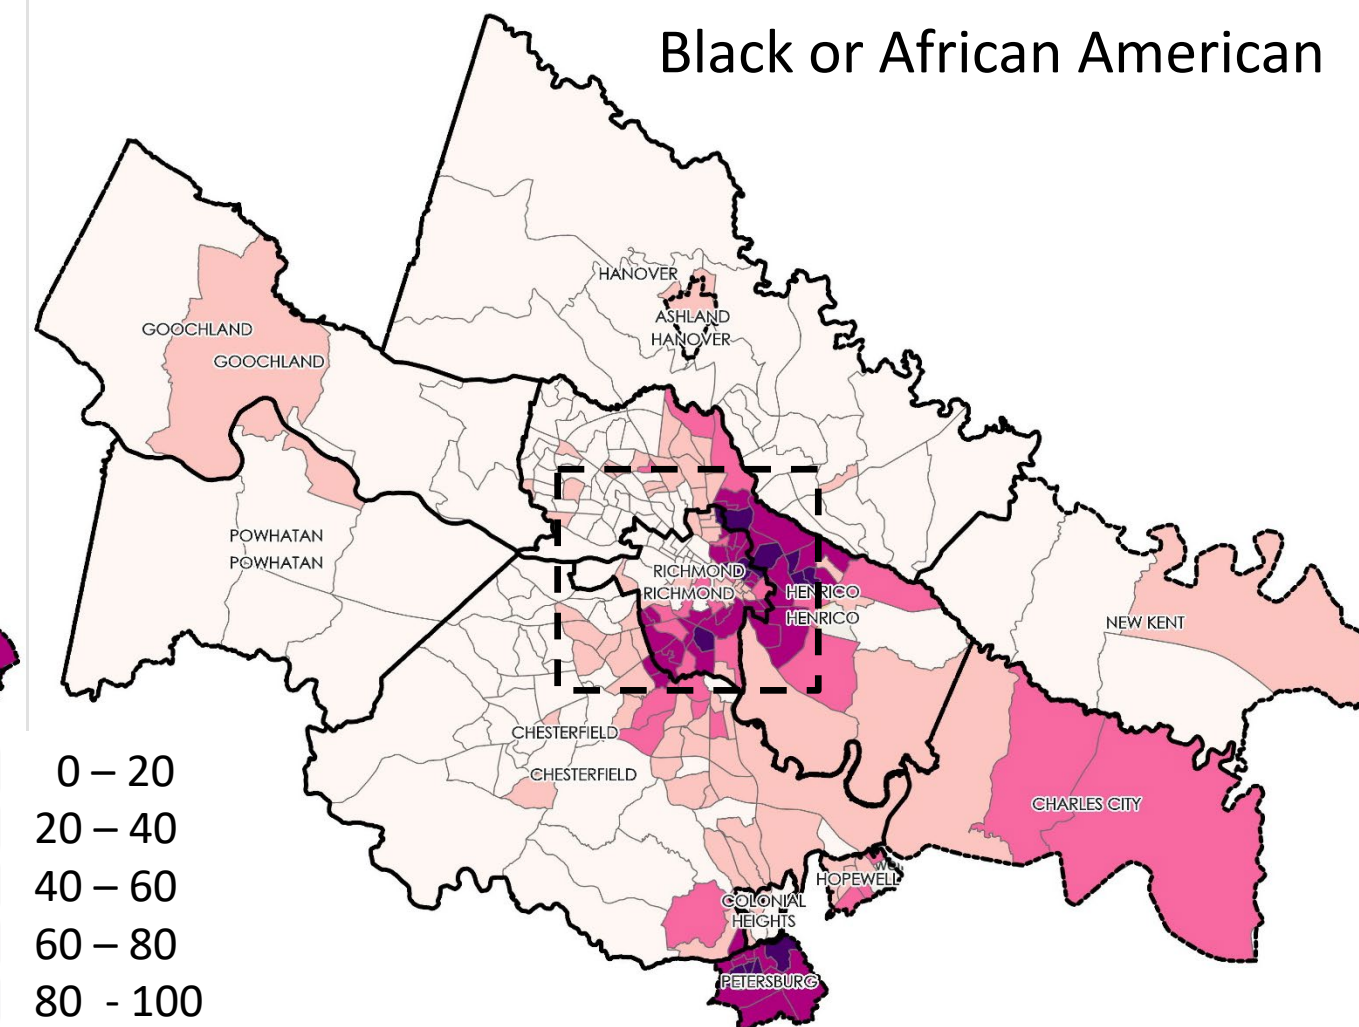 Black or African American
HANOVER
ASHLAND
HANOVER
GOOCHLAND
GOOCHLAND
POWHATAN
POWHATAN
RICHMOND
RICHMOND
HENRICO
HENRICO
NEW KENT
CHESTERFIELD
CHESTERFIELD
CHARLES CITY
HOPEWELL
COLONIAL
HEIGHTS
PETERSBURG
0 – 20
20 – 40
40 – 60
60 – 80
80 - 100